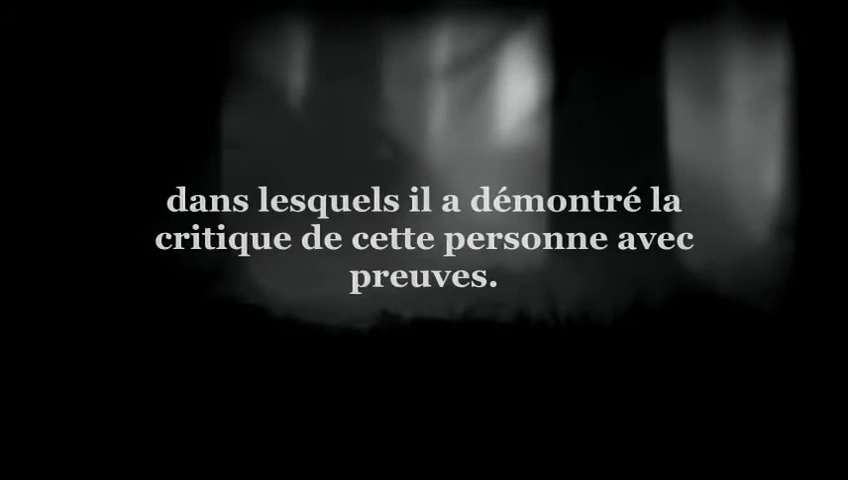 dans lesquels il a démontré la
critique de cette personne avec
preuves.